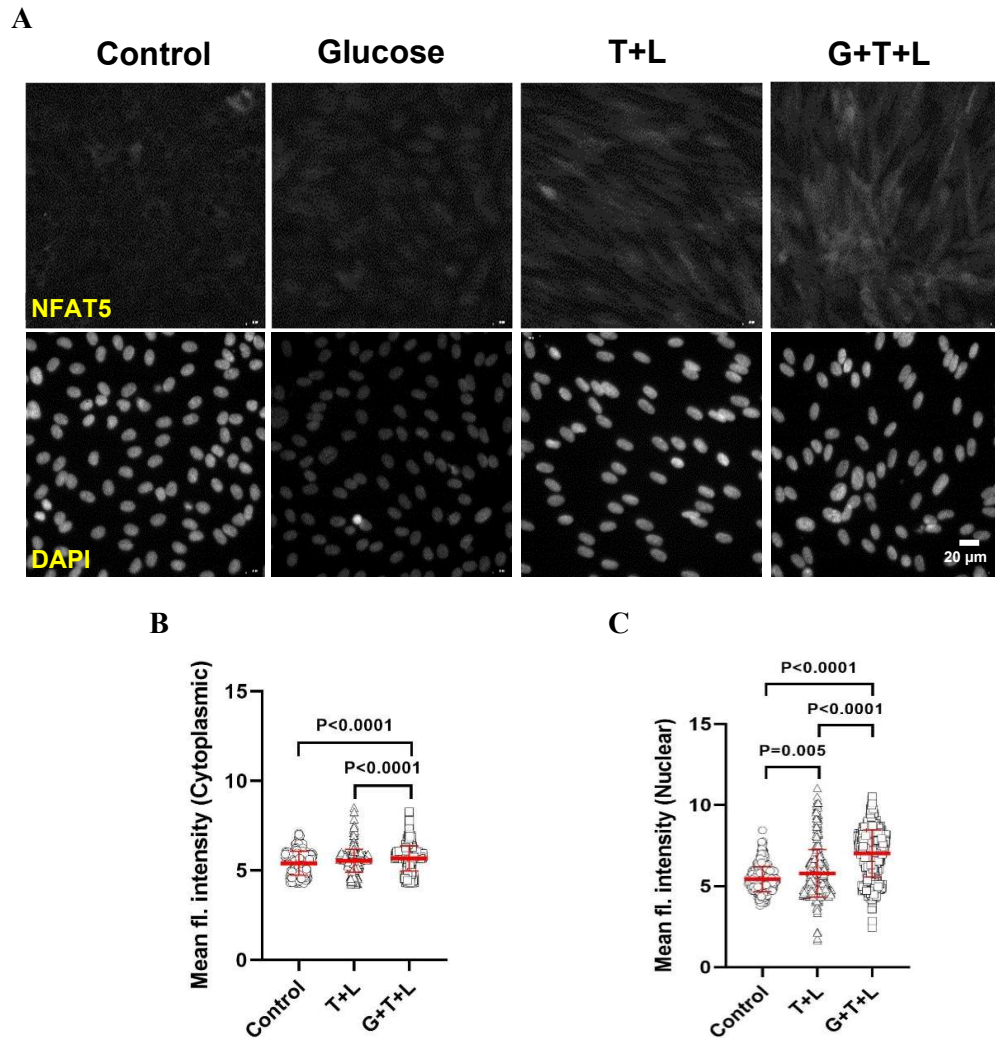 A
Control Glucose T+L G+T+L
NFAT5
DAPI
20 µm
B
Mean fl. intensity (Cytoplasmic)
15
10
5
0
P<0.0001
P<0.0001
Control T+L G+T+L
C
Mean fl. intensity (Nuclear)
15
10
5
0
P<0.0001
P<0.0001
P=0.005
Control T+L G+T+L